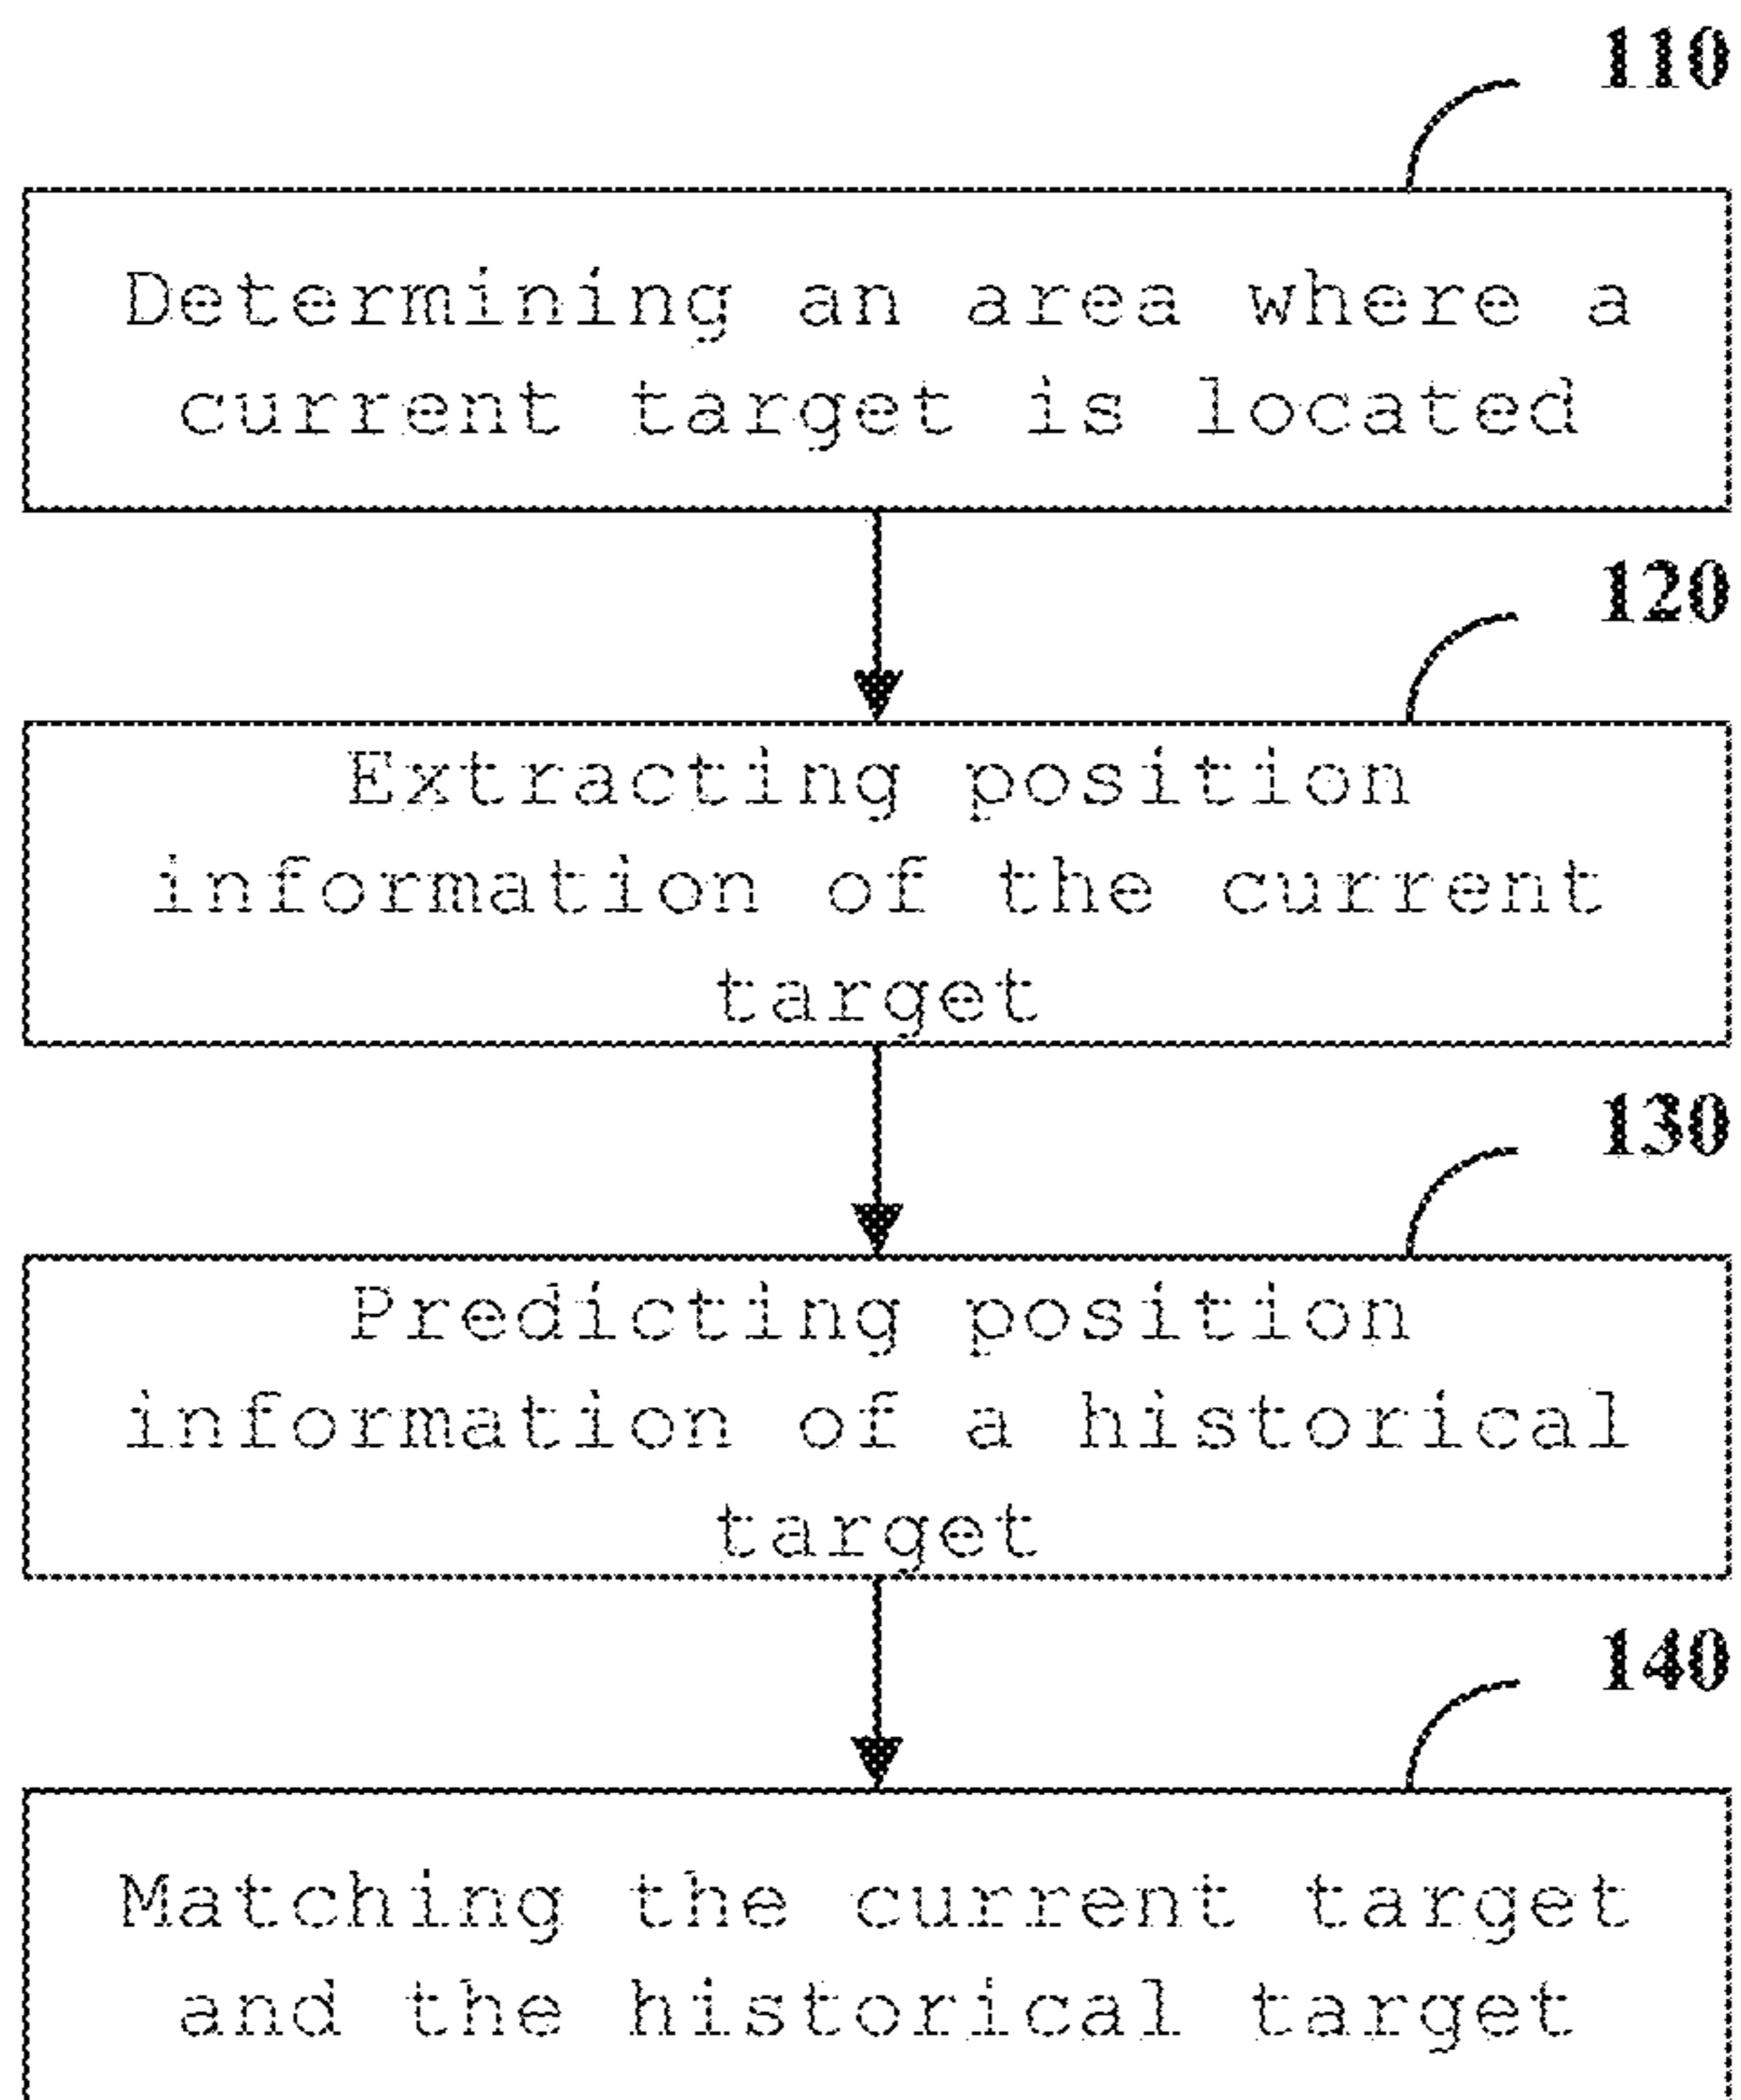 110
Determining an area where a
current target is located
120
Extracting position
information of the current
target
130
Predicting position
information of a historical
target
140
Matching the current target
and the historical target